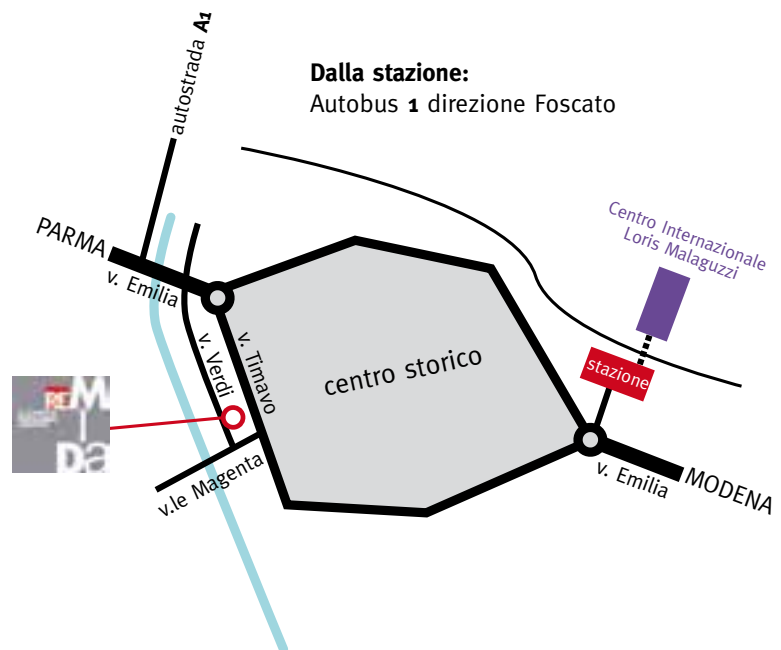 Dalla stazione:
Autobus 1 direzione Foscato
autostrada A1
PARMA
v. Emilia
Centro Internazionale
Loris Malaguzzi
stazione
v. Verdi
v. Timavo
centro storico
REMIDa
v.le Magenta
v. Emilia
MODENA